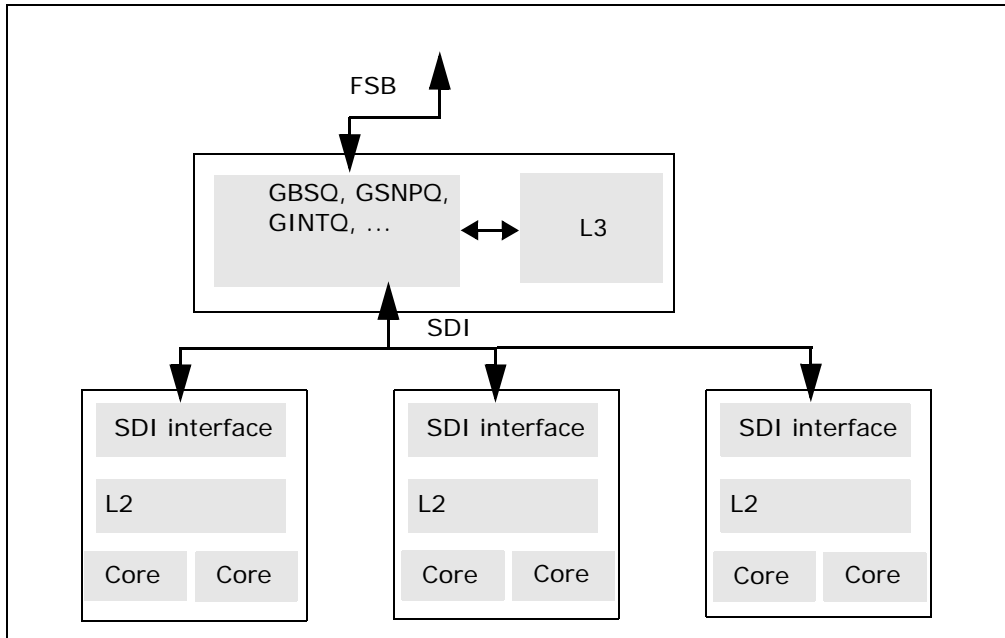 FSB
GBSQ, GSNPQ,
GINTQ, ...
L3
SDI
SDI interface
SDI interface
SDI interface
L2
L2
L2
Core
Core
Core
Core
Core
Core